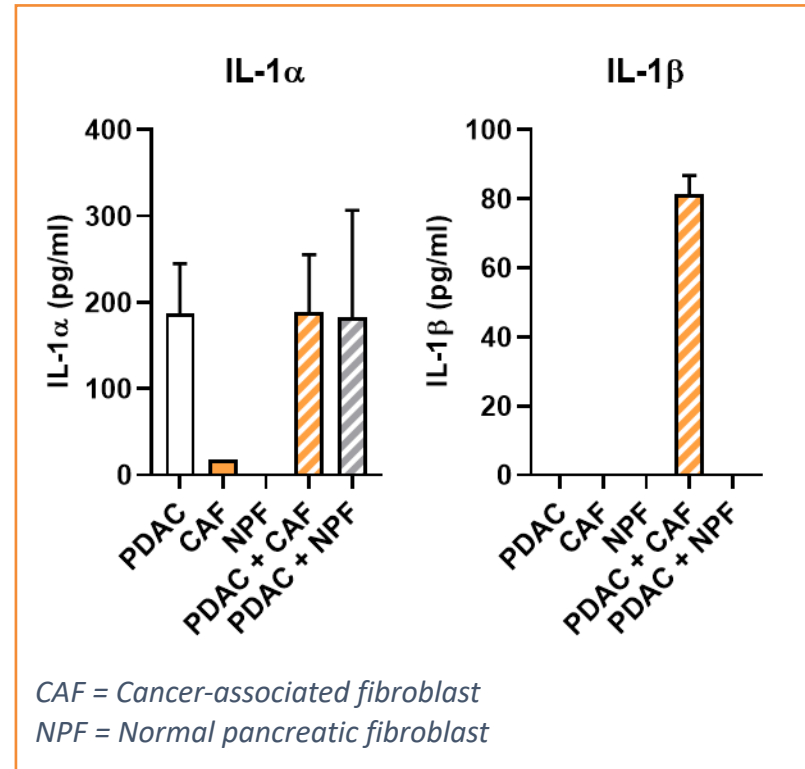 IL-1α
IL-1β
IL-1α (pg/ml)
400
300
200
100
0
PDAC
CAF
NPF
PDAC + CAF
PDAC + NPF
IL-1β (pg/ml)
100
80
60
40
20
0
PDAC
CAF
NPF
PDAC + CAF
PDAC + NPF
CAF = Cancer-associated fibroblast
NPF = Normal pancreatic fibroblast